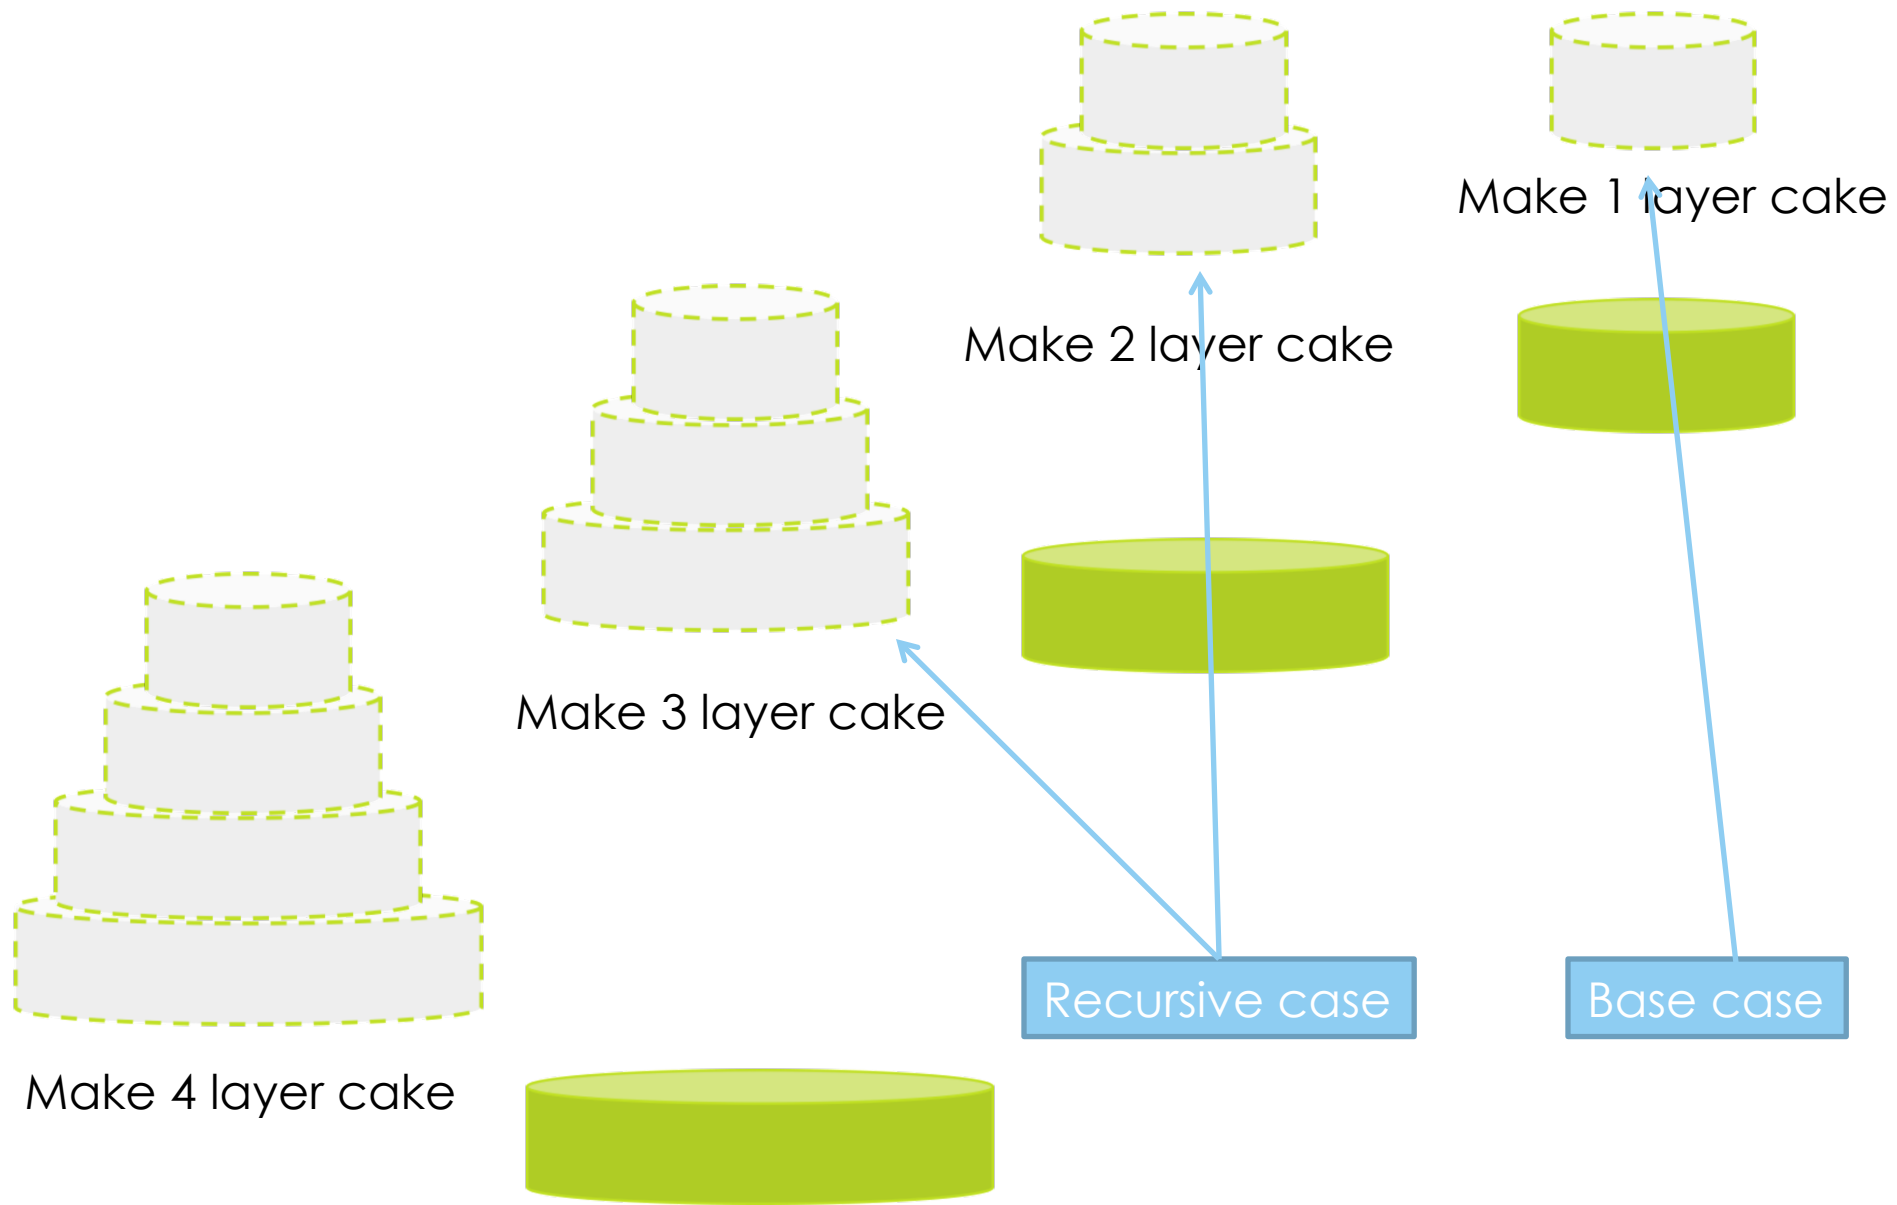 Make 1 layer cake
Make 2 layer cake
Make 3 layer cake
Recursive case
Base case
Make 4 layer cake